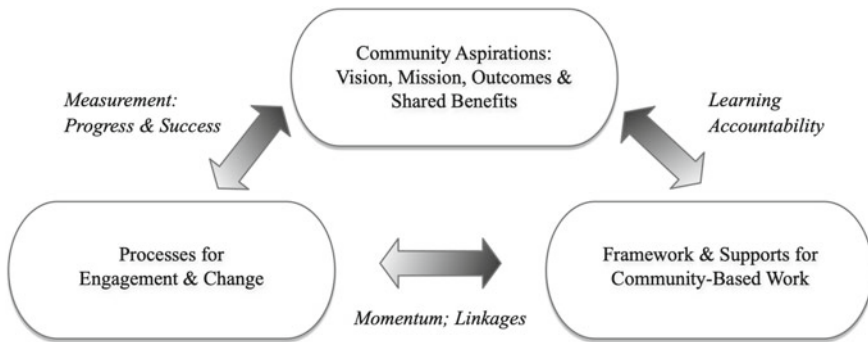 Community Aspirations:
Vision, Mission, Outcomes &
Shared Benefits
Measurement:
Progress & Success
Learning
Accountability
Processes for
Engagement & Change
Framework & Supports for
Community-Based Work
Momentum; Linkages